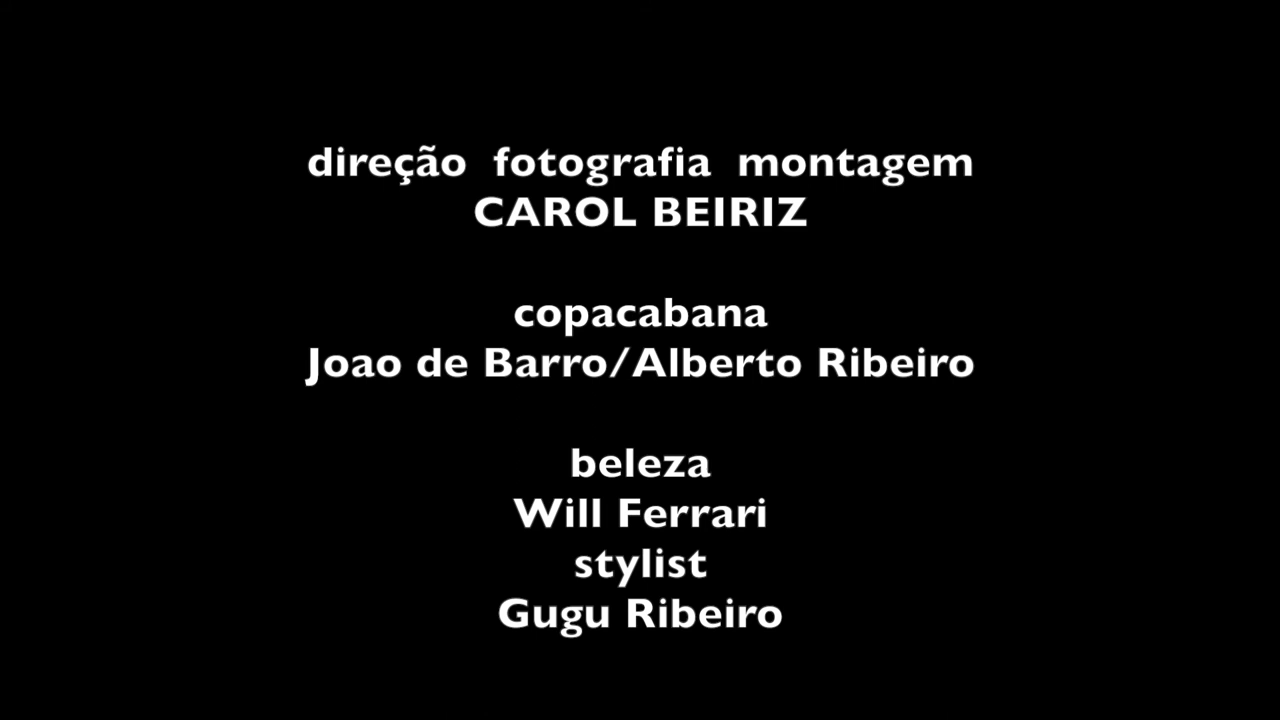 direção fotografia montagem
CAROL BEIRIZ
copacabana
Joao de Barro/Alberto Ribeiro
beleza
Will Ferrari
stylist
Gugu Ribeiro